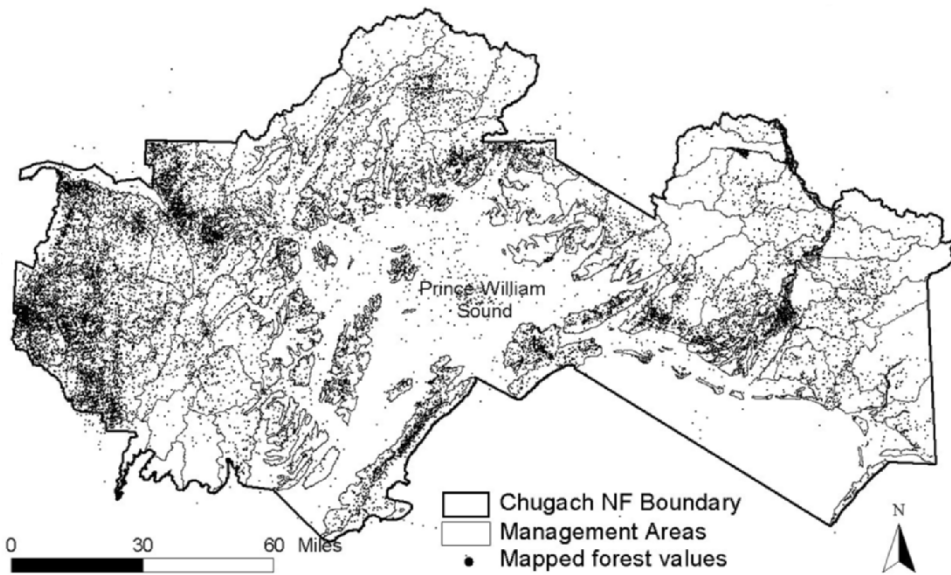 Prince William
Sound
Chugach NF Boundary
Management Areas
Mapped forest values
0 30 60 Miles
N